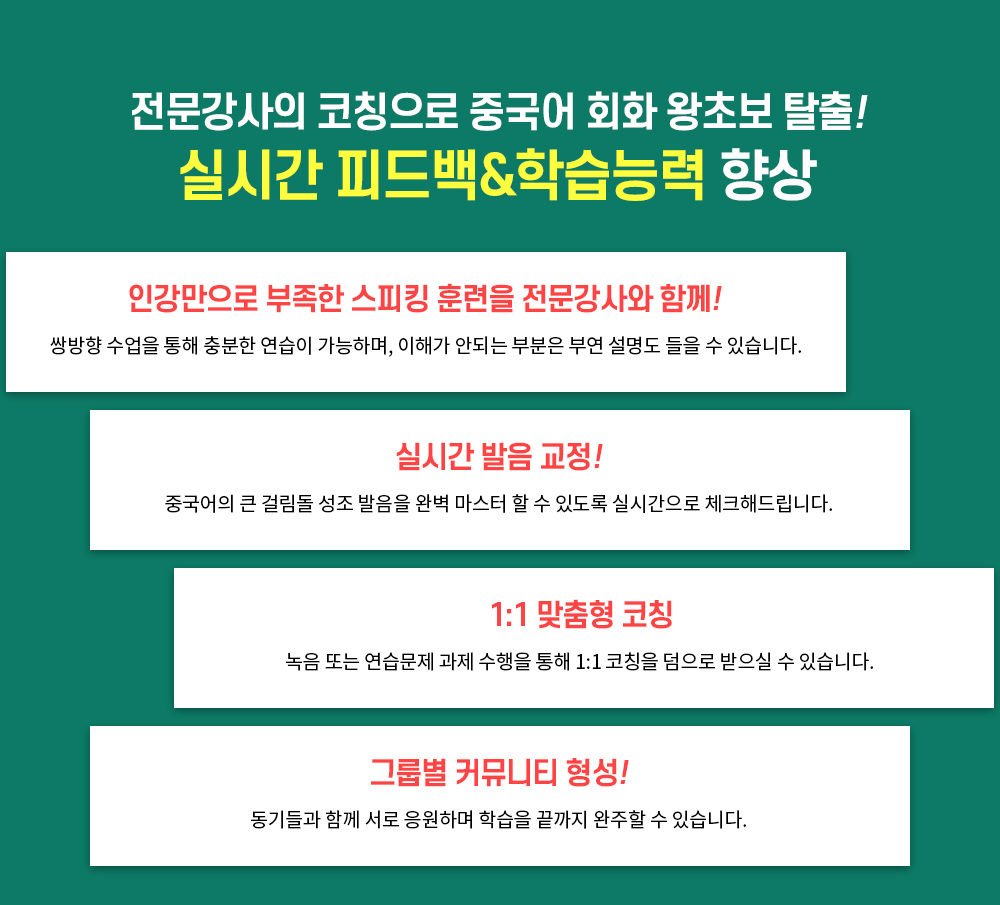 전문강사의 코칭으로 중국어 회화 왕초보 탈출!
실시간 피드백&학습능력 향상
인강만으로 부족한 스피킹 훈련을 전문강사와 함께!
쌍방향 수업을 통해 충분한 연습이 가능하며, 이해가 안되는 부분은 부연 설명도 들을 수 있습니다.
실시간 발음 교정!
중국어의 큰 걸림돌 성조 발음을 완벽 마스터 할 수 있도록 실시간으로 체크해드립니다.
1:1 맞춤형 코칭
녹음 또는 연습문제 과제 수행을 통해 1:1 코칭을 덤으로 받으실 수 있습니다.
그룹별 커뮤니티 형성!
동기들과 함께 서로 응원하며 학습을 끝까지 완주할 수 있습니다.